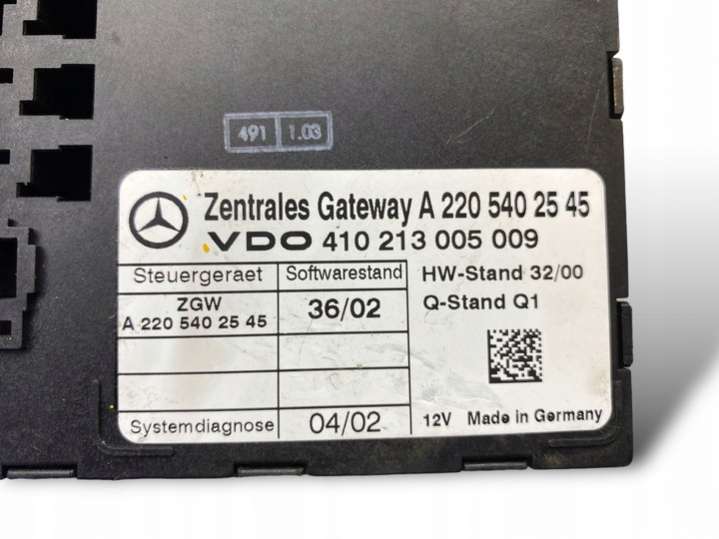 491 1.03
Zentrales Gateway A 220 540 25 45
VDO 410 213 005 009
Steuergeraet Softwarestand HW-Stand 32/00
ZGW 36/02 Q-Stand Q1
A 220 540 25 45
Systemdiagnose 04/02 12V Made in Germany